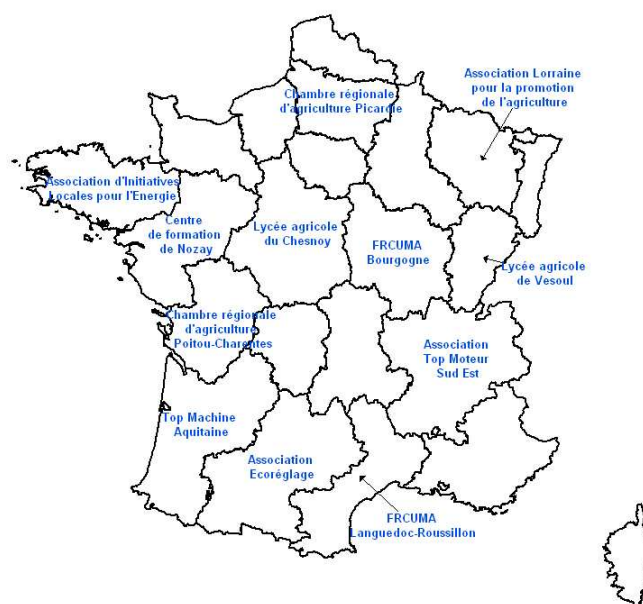 Association Lorraine
pour la promotion
de l'agriculture
Chambre régionale
d'agriculture Picardie
Association d'Initiatives
Locales pour l'Energie
Centre
de formation
de Nozay
Lycée agricole
du Chesnoy
FRCUMA
Bourgogne
Lycée agricole
de Vesoul
Chambre régionale
d'agriculture
Poitou-Charentes
Association
Top Moteur
Sud Est
Top Machine
Aquitaine
Association
Ecoréglage
FRCUMA
Languedoc-Roussillon